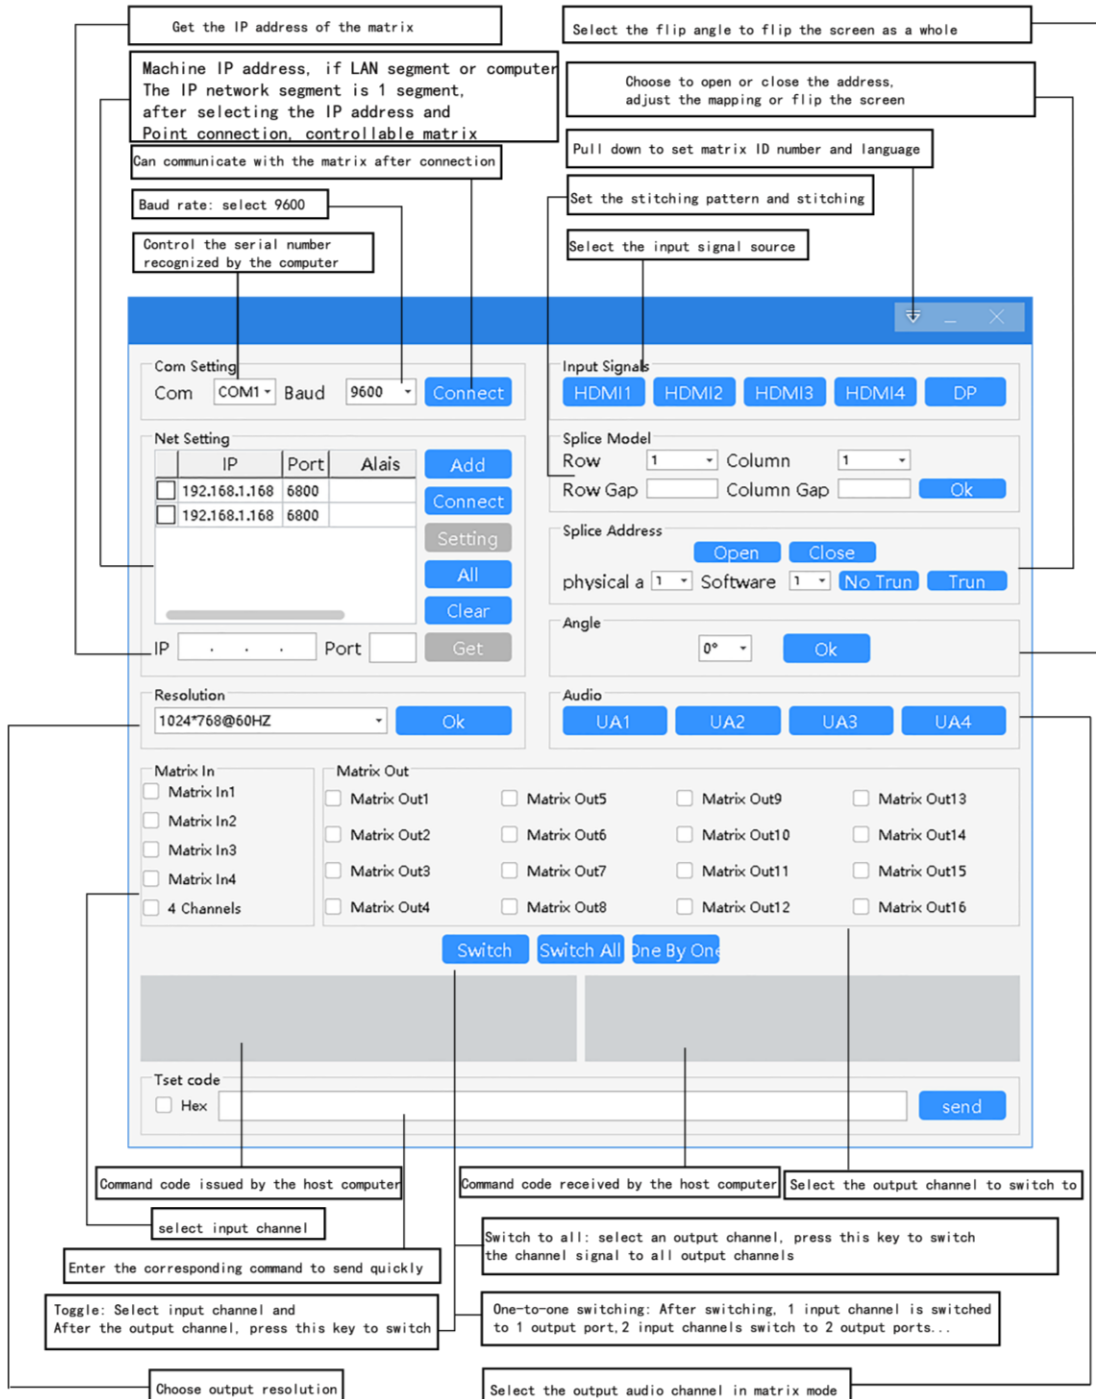 Get the IP address of the matrix
Select the flip angle to flip the screen as a whole
Machine IP address, if LAN segment or computer
The IP network segment is 1 segment,
after selecting the IP address and
Point connection, controllable matrix
Choose to open or close the address,
adjust the mapping or flip the screen
Can communicate with the matrix after connection
Pull down to set matrix ID number and language
Baud rate: select 9600
Set the stitching pattern and stitching
Control the serial number
recognized by the computer
Select the input signal source
Com Setting
Com COM1 Baud 9600 Connect
Input Signals
HDMI1 HDMI2 HDMI3 HDMI4 DP
Net Setting
IP Port Alais
192.168.1.168 6800
192.168.1.168 6800
Add
Connect
Setting
All
Clear
IP . . . Port Get
Splice Model
Row 1 Column 1
Row Gap Column Gap Ok
Splice Address
Open Close
physical a 1 Software 1 No Trun Trun
Angle
0° Ok
Resolution
1024*768@60HZ Ok
Audio
UA1 UA2 UA3 UA4
Matrix In
Matrix In1
Matrix In2
Matrix In3
Matrix In4
4 Channels
Matrix Out
Matrix Out1 Matrix Out5 Matrix Out9 Matrix Out13
Matrix Out2 Matrix Out6 Matrix Out10 Matrix Out14
Matrix Out3 Matrix Out7 Matrix Out11 Matrix Out15
Matrix Out4 Matrix Out8 Matrix Out12 Matrix Out16
Switch Switch All One By One
Tset code
Hex send
Command code issued by the host computer
Command code received by the host computer
Select the output channel to switch to
select input channel
Switch to all: select an output channel, press this key to switch
the channel signal to all output channels
Enter the corresponding command to send quickly
Toggle: Select input channel and
After the output channel, press this key to switch
One-to-one switching: After switching, 1 input channel is switched
to 1 output port,2 input channels switch to 2 output ports...
Choose output resolution
Select the output audio channel in matrix mode